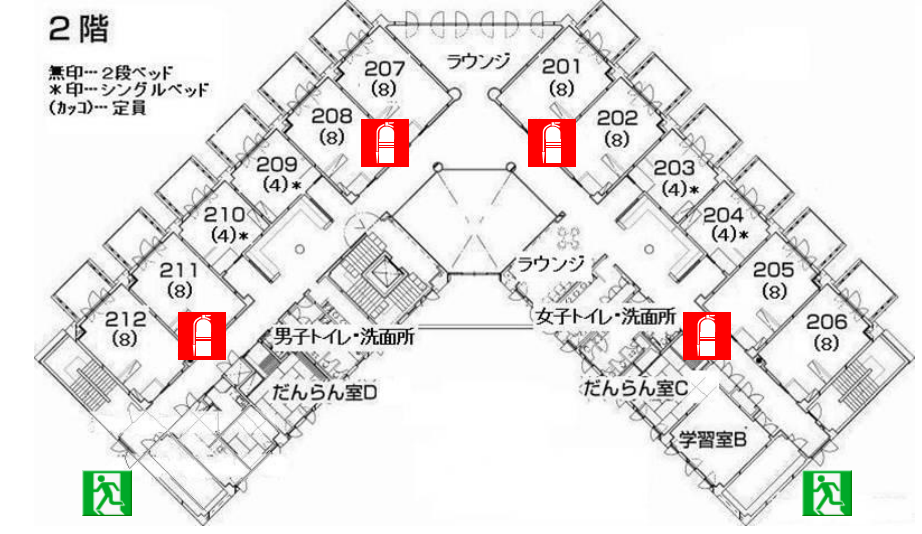 2階
無印…2段ベッド
*印…シングルベッド
(カッコ)…定員
ラウンジ
207
(8)
201
(8)
208
(8)
202
(8)
209
(4)*
203
(4)*
210
(4)*
204
(4)*
ラウンジ
211
(8)
205
(8)
212
(8)
206
(8)
男子トイレ・洗面所
女子トイレ・洗面所
だんらん室D
だんらん室C
学習室B